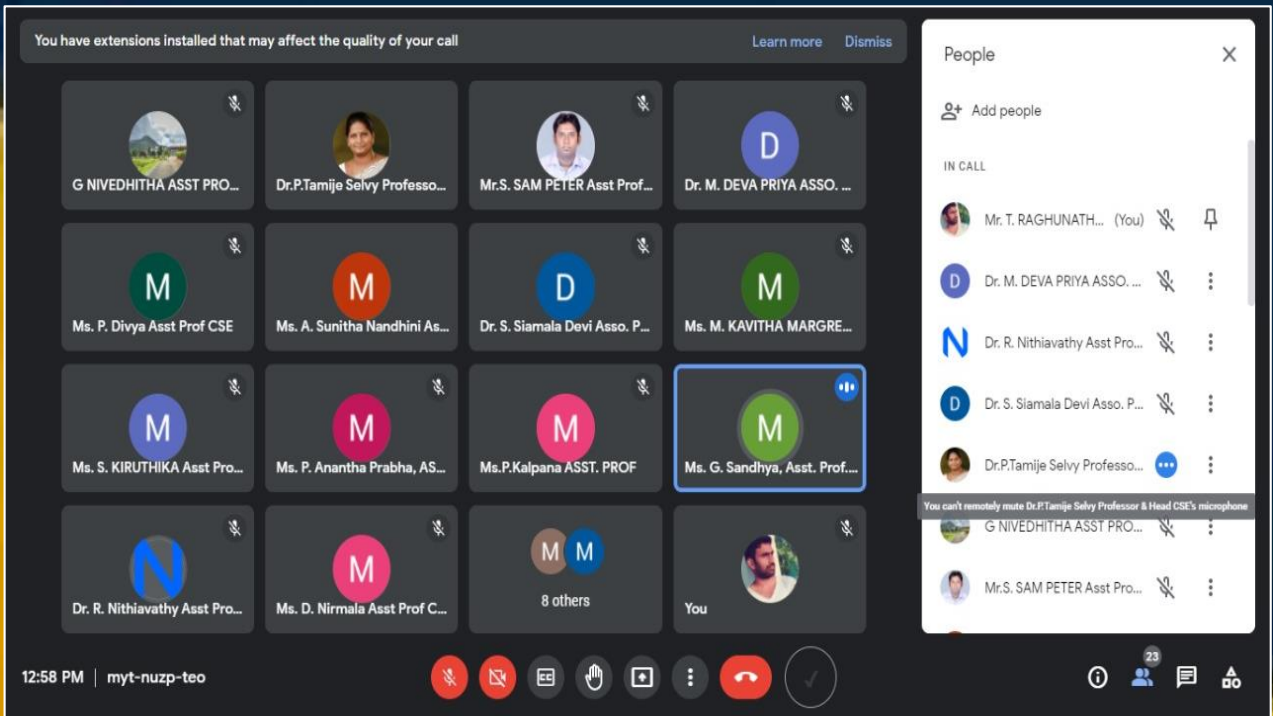 You have extensions installed that may affect the quality of your call
Learn more
Dismiss
G NIVEDHITHA ASST PRO...
Dr.P.Tamije Selvy Professo...
Mr.S. SAM PETER Asst Prof...
D
Dr. M. DEVA PRIYA ASSO. ...
M
Ms. P. Divya Asst Prof CSE
M
Ms. A. Sunitha Nandhini As...
D
Dr. S. Siamala Devi Asso. P...
M
Ms. M. KAVITHA MARGRE...
M
Ms. S. KIRUTHIKA Asst Pro...
M
Ms. P. Anantha Prabha, AS...
M
Ms.P.Kalpana ASST. PROF
M
Ms. G. Sandhya, Asst. Prof....
N
Dr. R. Nithiavathy Asst Pro...
M
Ms. D. Nirmala Asst Prof C...
M M
8 others
You
12:58 PM | myt-nuzp-teo
CC
23
People
Add people
IN CALL
Mr. T. RAGHUNATH... (You)
D
Dr. M. DEVA PRIYA ASSO. ...
N
Dr. R. Nithiavathy Asst Pro...
D
Dr. S. Siamala Devi Asso. P...
Dr.P.Tamije Selvy Professo...
You can't remotely mute Dr.P.Tamije Selvy Professor & Head CSE's microphone
G NIVEDHITHA ASST PRO...
Mr.S. SAM PETER Asst Pro...